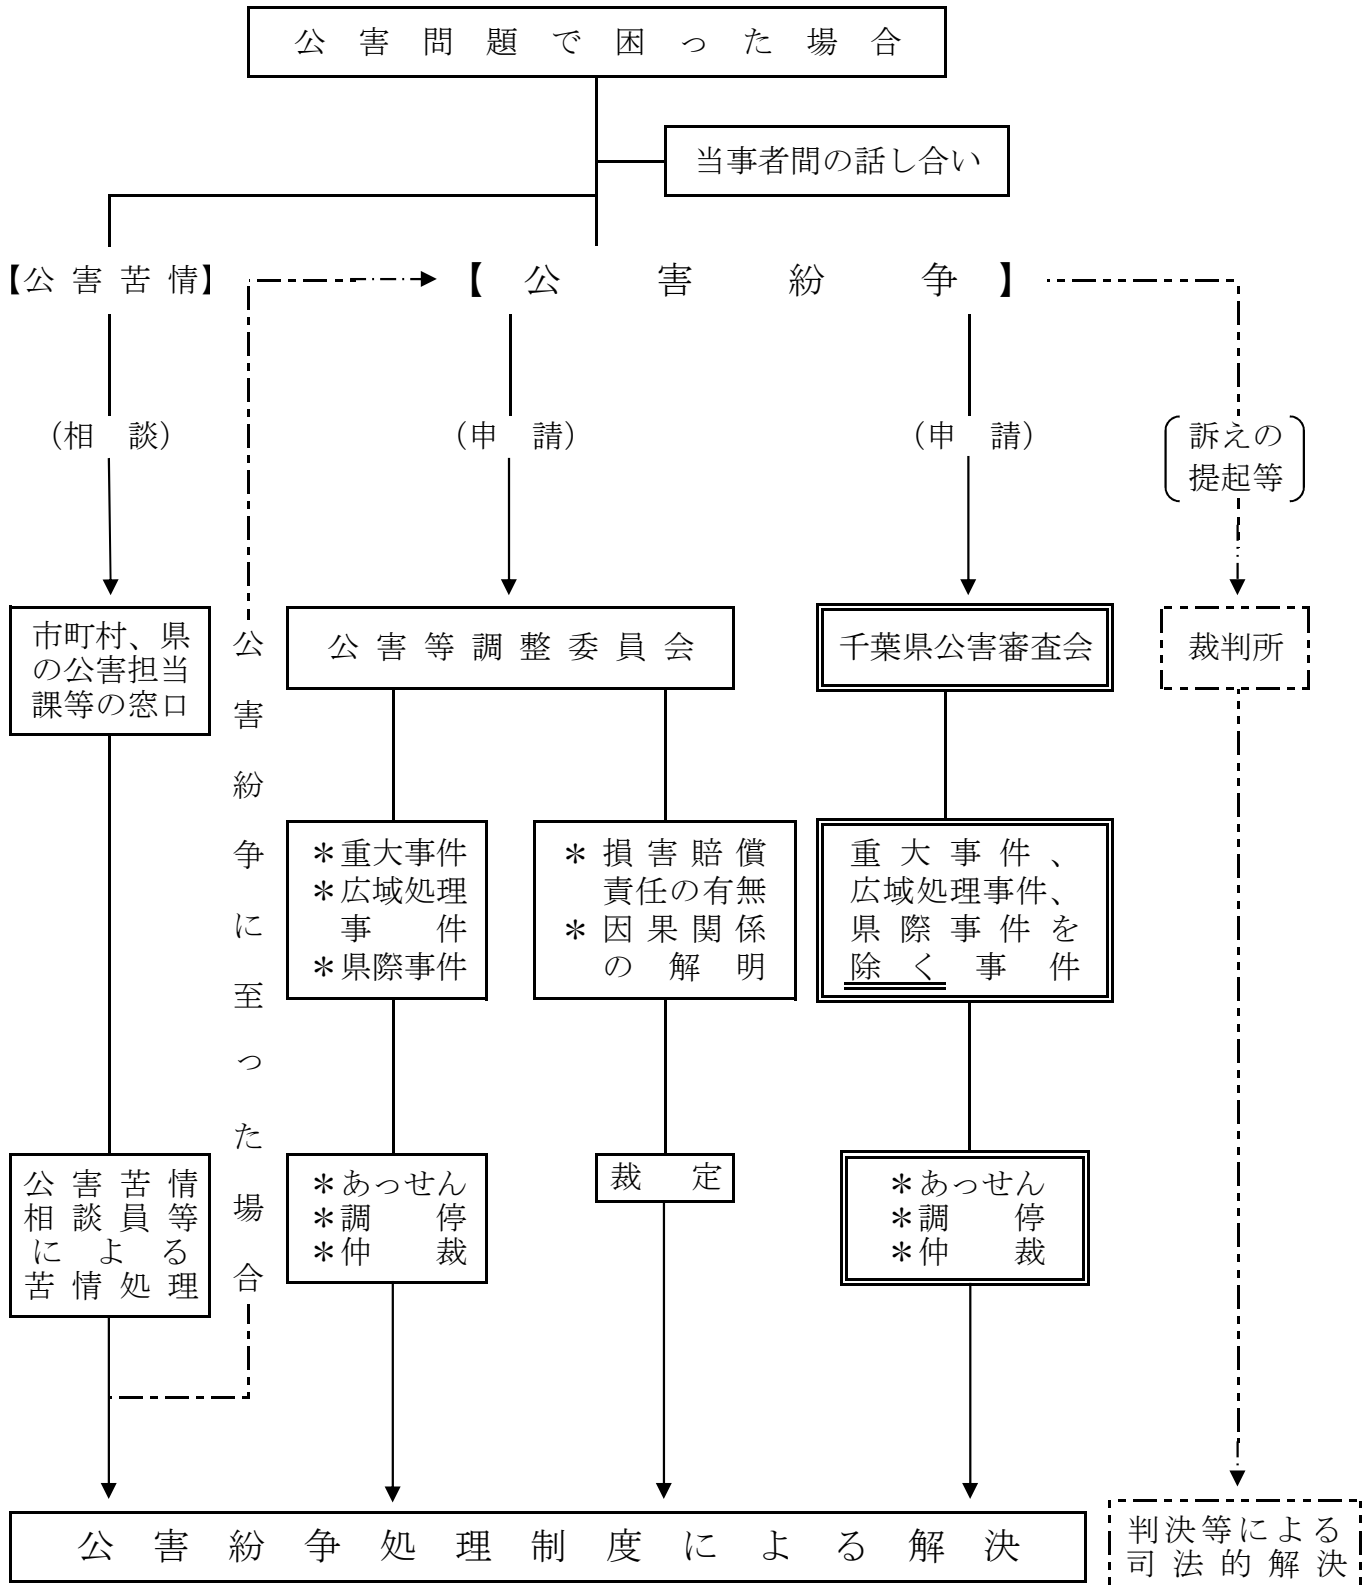 公害問題で困った場合
当事者間の話し合い
【公害苦情】
【公害紛争】
（相談）
（申請）
（申請）
訴えの
提起等
市町村、県
の公害担当
課等の窓口
公害紛争に至った場合
公害等調整委員会
千葉県公害審査会
裁判所
＊重大事件
＊広域処理
事件
＊県際事件
＊損害賠償
責任の有無
＊因果関係
の解明
重大事件、
広域処理事件、
県際事件を
除く事件
公害苦情
相談員等
による
苦情処理
＊あっせん
＊調停
＊仲裁
裁定
＊あっせん
＊調停
＊仲裁
公害紛争処理制度による解決
判決等による
司法的解決